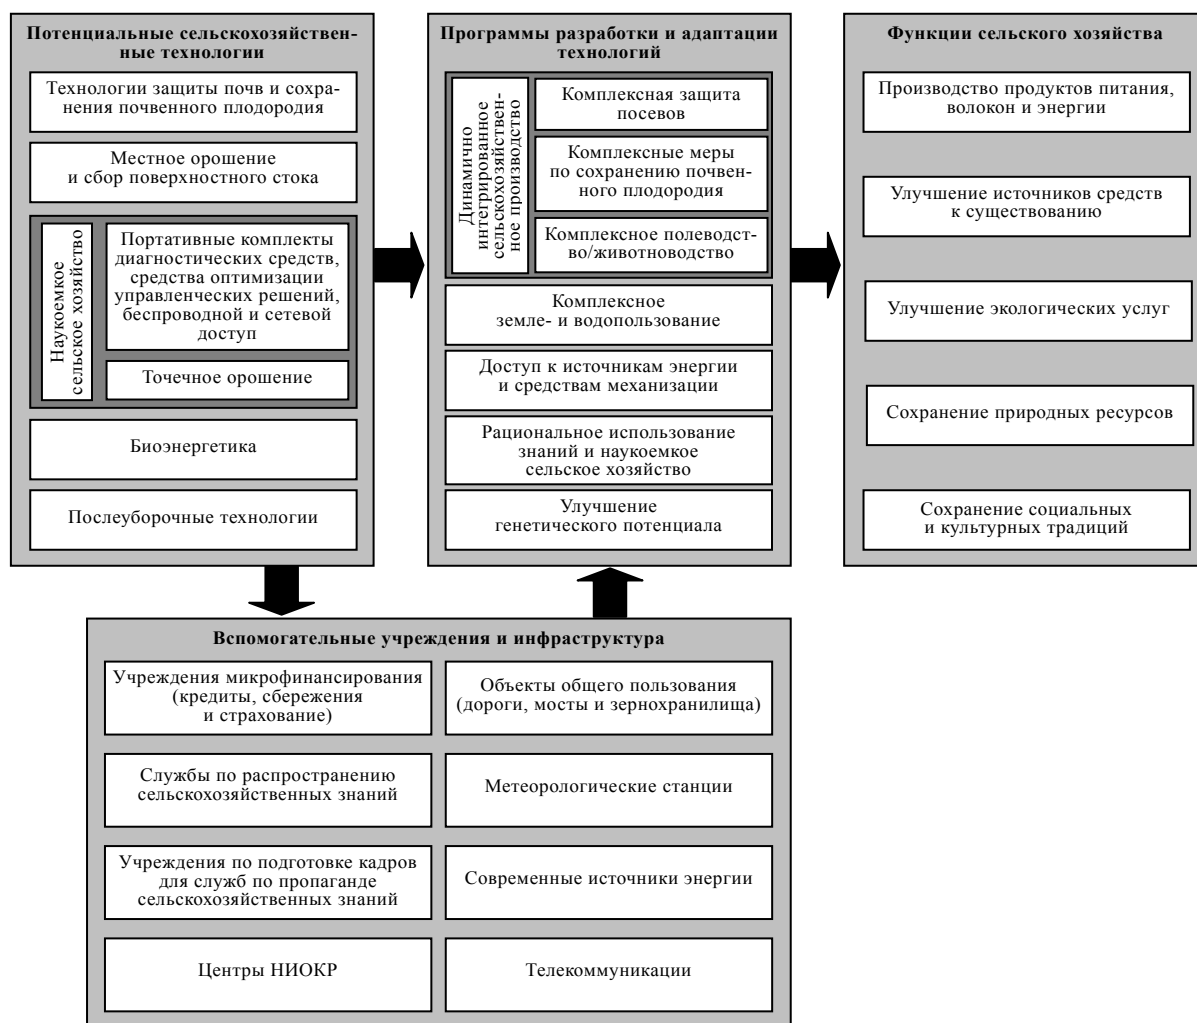 Потенциальные сельскохозяйствен-
ные технологии
Технологии защиты почв и сохра-
нения почвенного плодородия
Местное орошение
и сбор поверхностного стока
Наукоемкое
сельское хозяйство
Портативные комплекты
диагностических средств,
средства оптимизации
управленческих решений,
беспроводной и сетевой
доступ
Точечное орошение
Биоэнергетика
Послеуборочные технологии
Программы разработки и адаптации
технологий
Динамично
интегрированное
сельскохозяйствен-
ное производство
Комплексная защита
посевов
Комплексные меры
по сохранению почвен-
ного плодородия
Комплексное полеводст-
во/животноводство
Комплексное
земле- и водопользование
Доступ к источникам энергии
и средствам механизации
Рациональное использование
знаний и наукоемкое
сельское хозяйство
Улучшение
генетического потенциала
Функции сельского хозяйства
Производство продуктов питания,
волокон и энергии
Улучшение источников средств
к существованию
Улучшение экологических услуг
Сохранение природных ресурсов
Сохранение социальных
и культурных традиций
Вспомогательные учреждения и инфраструктура
Учреждения микрофинансирования
(кредиты, сбережения
и страхование)
Объекты общего пользования
(дороги, мосты и зернохранилища)
Службы по распространению
сельскохозяйственных знаний
Метеорологические станции
Учреждения по подготовке кадров
для служб по пропаганде
сельскохозяйственных знаний
Современные источники энергии
Центры НИОКР
Телекоммуникации